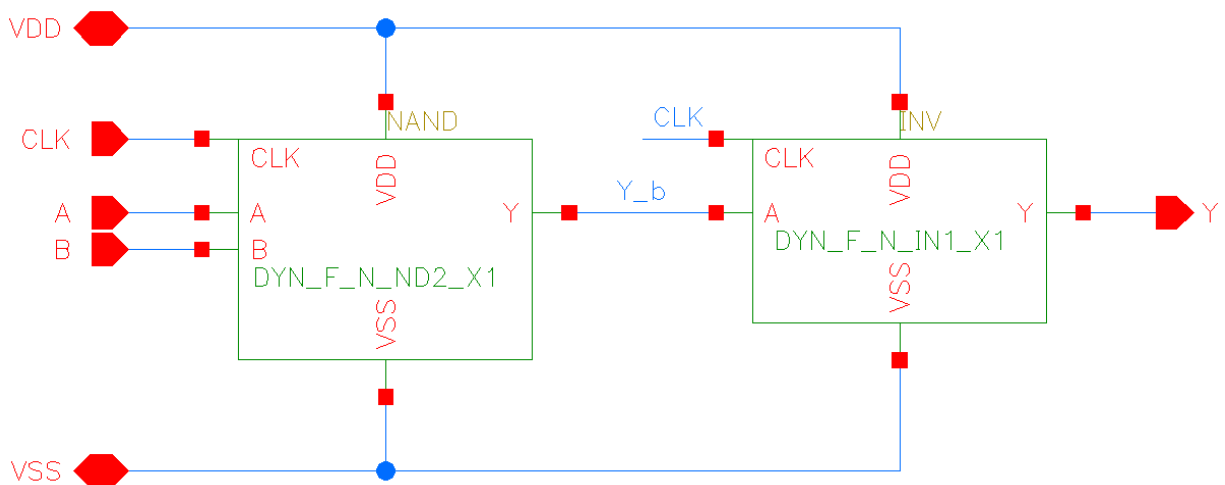 VDD
NAND
CLK
INV
CLK
CLK
VDD
CLK
VDD
A
A
Y
Y_b
A
Y
Y
B
B
DYN_F_N_ND2_X1
DYN_F_N_IN1_X1
VSS
VSS
VSS